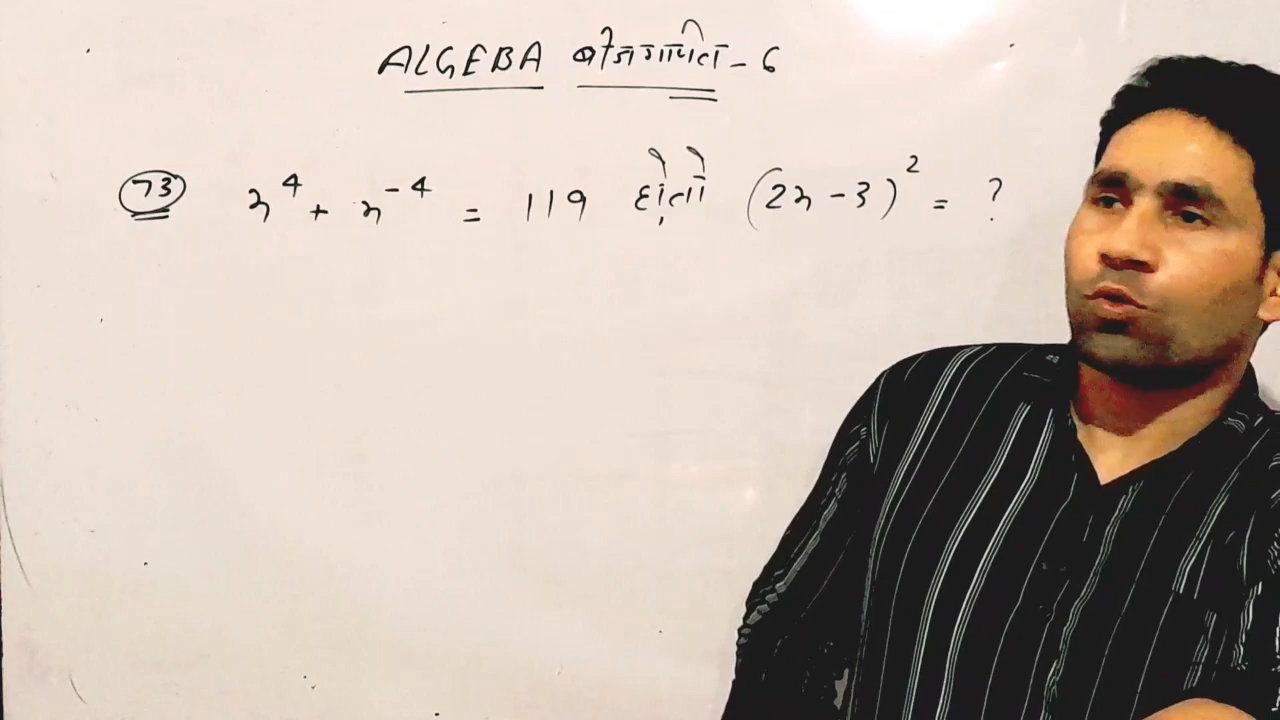 ALGEBA बीजगणित - 6
73 x⁴ + x⁻⁴ = 119 हो तो (2x - 3)² = ?